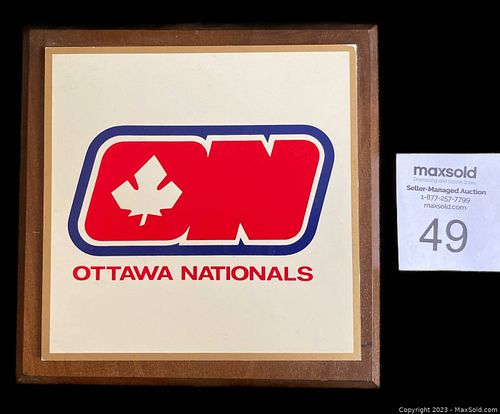 ON
OTTAWA NATIONALS
maxsold
Downsizing and Estate Sales
Seller-Managed Auction
1-877-257-7799
maxsold.com
49
Copyright 2023 - MaxSold.com